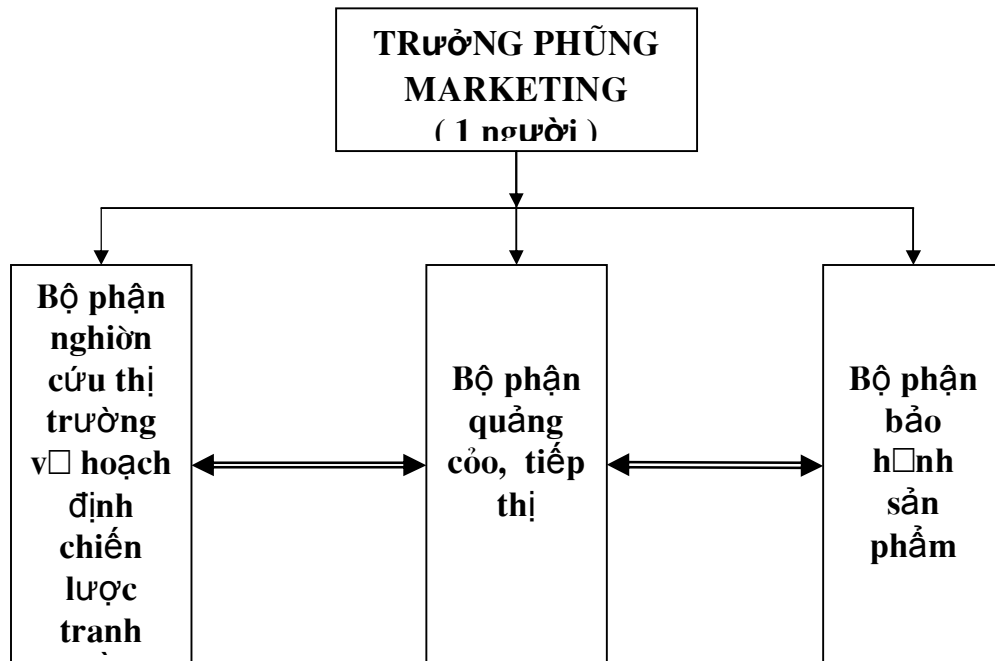 TRưởNG PHŨNG
MARKETING
( 1 người )
Bộ phận
nghiờn
cứu thị
trường
v□ hoạch
định
chiến
lược
tranh
Bộ phận
quảng
cỏo, tiếp
thị
Bộ phận
bảo
h□nh
sản
phẩm